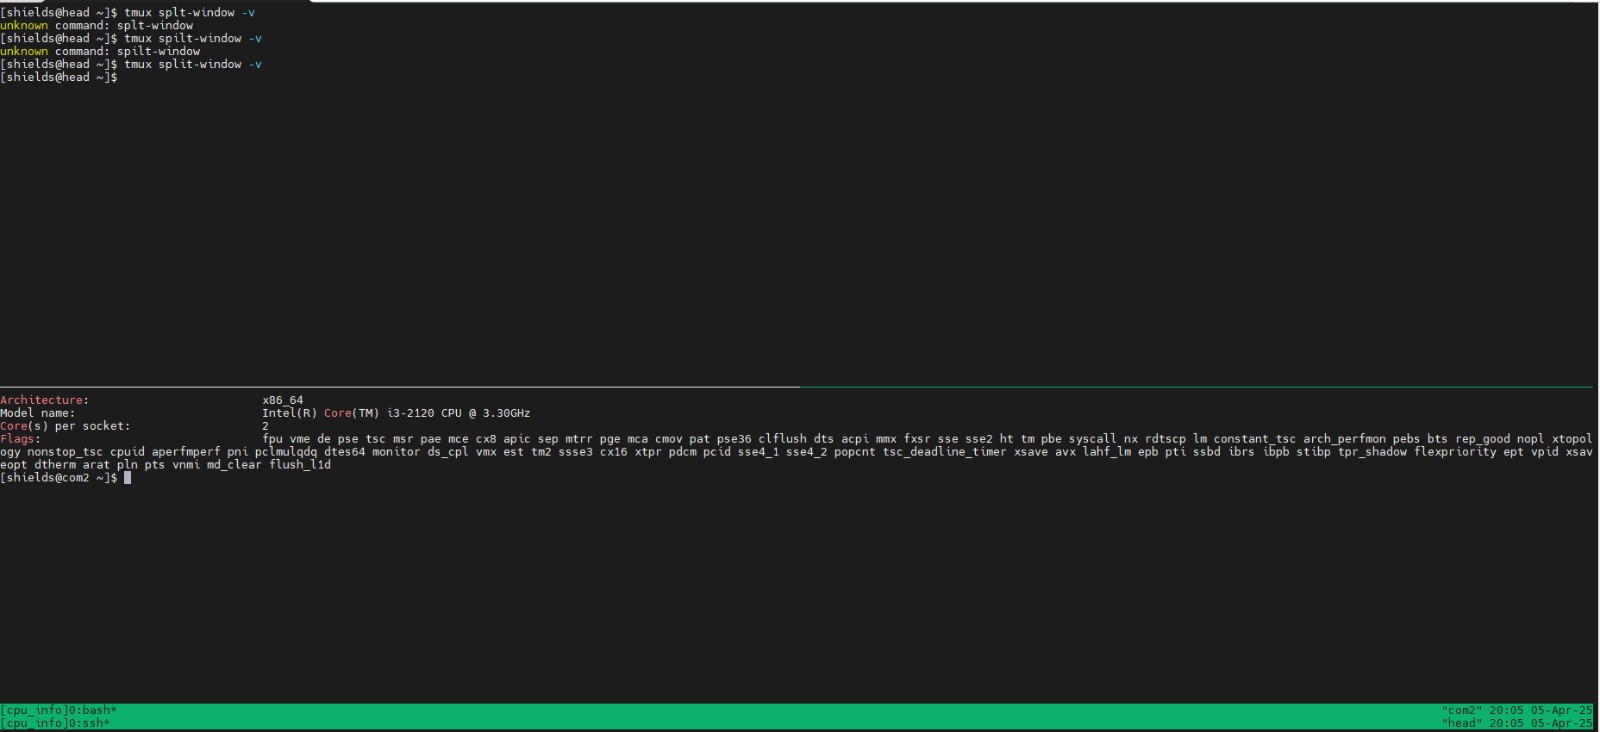 [shields@head ~]$ tmux splt-window -v
unknown command: splt-window
[shields@head ~]$ tmux spilt-window -v
unknown command: spilt-window
[shields@head ~]$ tmux split-window -v
[shields@head ~]$
Architecture: x86_64
Model name: Intel(R) Core(TM) i3-2120 CPU @ 3.30GHz
Core(s) per socket: 2
Flags: fpu vme de pse tsc msr pae mce cx8 apic sep mtrr pge mca cmov pat pse36 clflush dts acpi mmx fxsr sse sse2 ht tm pbe syscall nx rdtscp lm constant_tsc arch_perfmon pebs bts rep_good nopl xtopol
ogy nonstop_tsc cpuid aperfmperf pni pclmulqdq dtes64 monitor ds_cpl vmx est tm2 ssse3 cx16 xtpr pdcm pcid sse4_1 sse4_2 popcnt tsc_deadline_timer xsave avx lahf_lm epb pti ssbd ibrs ibpb stibp tpr_shadow flexpriority ept vpid xsav
eopt dtherm arat pln pts vnmi md_clear flush_l1d
[shields@com2 ~]$
[cpu_info]0:bash* "com2" 20:05 05-Apr-25
[cpu_info]0:ssh* "head" 20:05 05-Apr-25